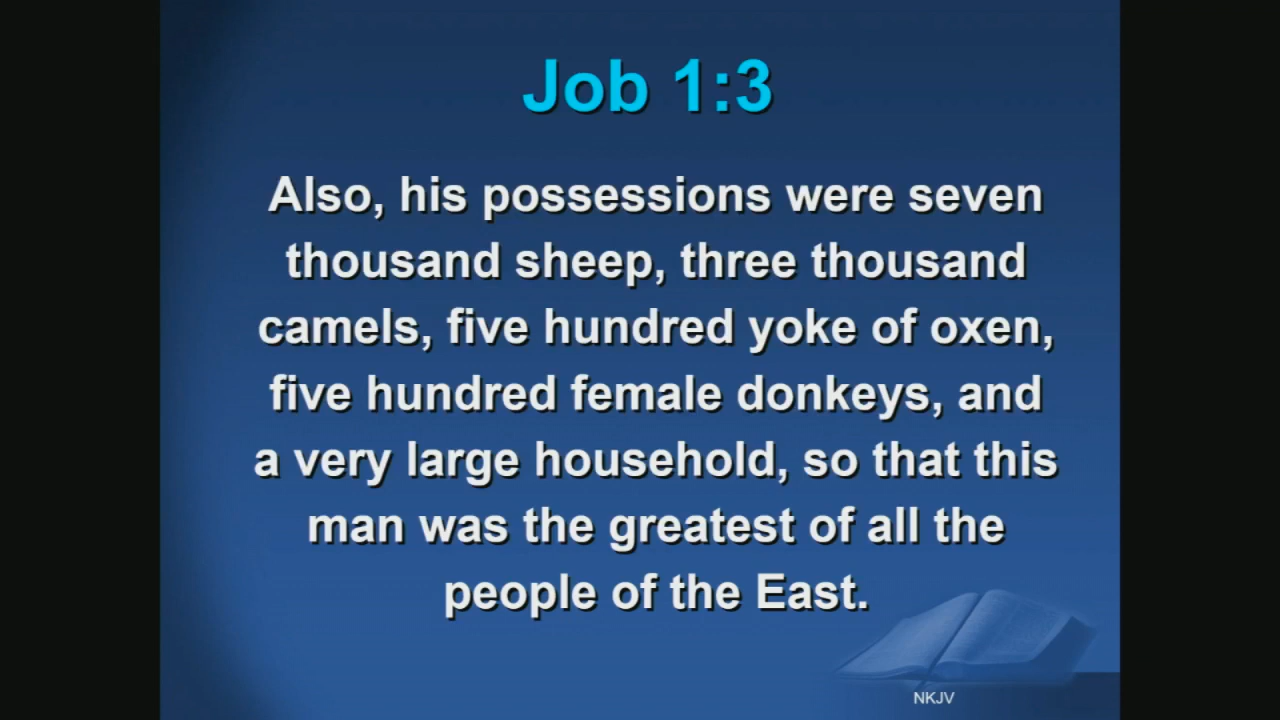 Job 1:3
Also, his possessions were seven
thousand sheep, three thousand
camels, five hundred yoke of oxen,
five hundred female donkeys, and
a very large household, so that this
man was the greatest of all the
people of the East.
NKJV